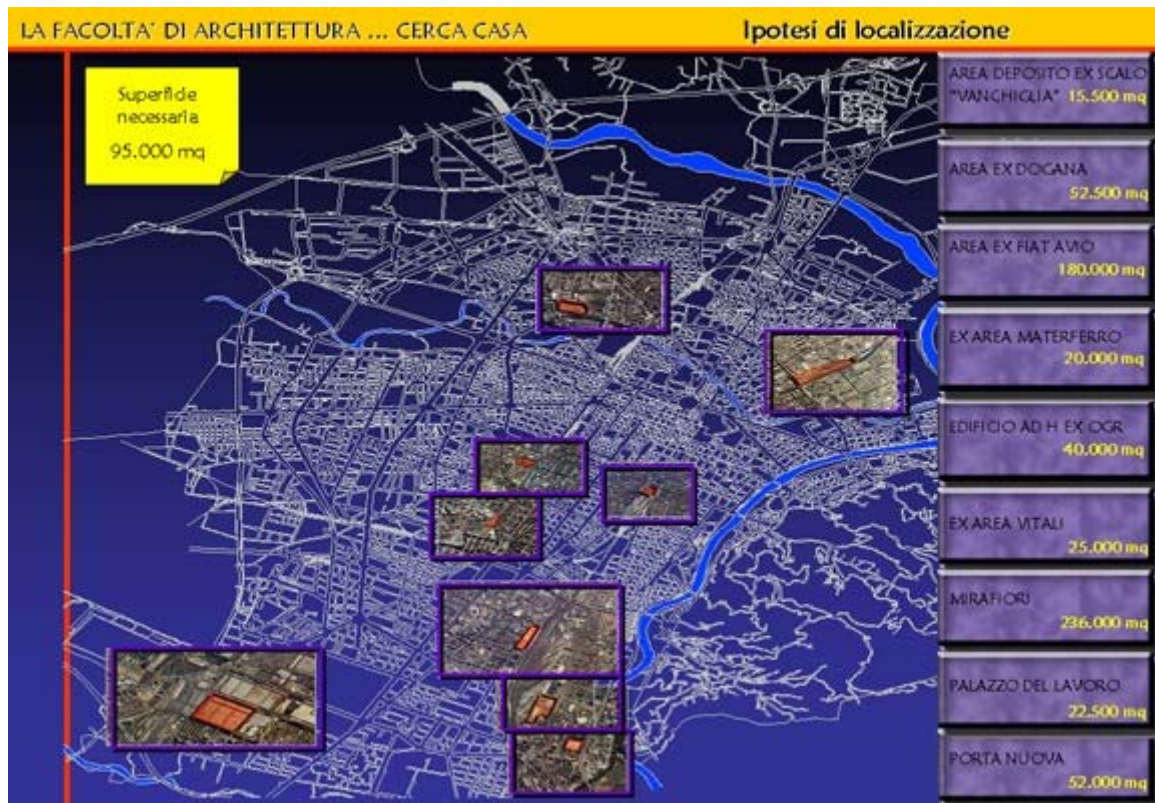 LA FACOLTA' DI ARCHITETTURA ... CERCA CASA
Ipotesi di localizzazione
Superficie
necessaria
95.000 mq
AREA DEPOSITO EX SCALO
"VANCHIGLIA" 15.500 mq
AREA EX DOGANA
52.500 mq
AREA EX FIAT AVIO
180.000 mq
EX AREA MATERFERRO
20.000 mq
EDIFICIO AD H EX OGR
40.000 mq
EX AREA VITALI
25.000 mq
MIRAFIORI
236.000 mq
PALAZZO DEL LAVORO
22.500 mq
PORTA NUOVA
52.000 mq